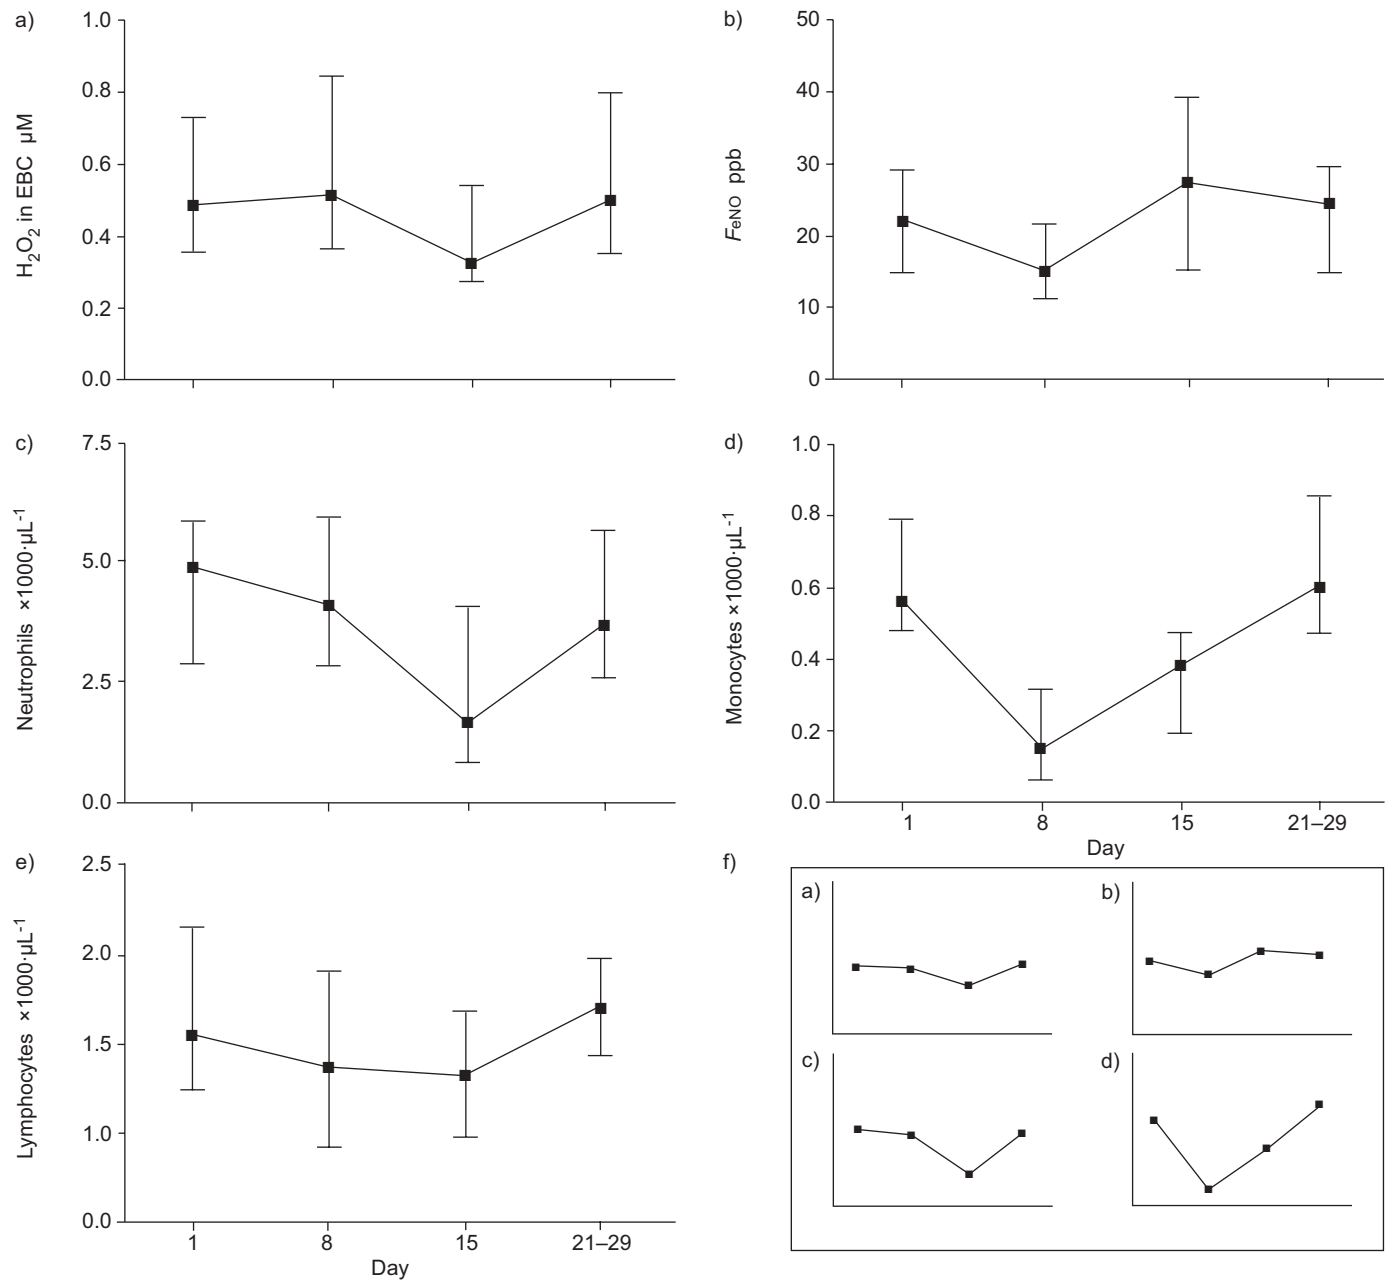 a)
1.0
0.8
0.6
0.4
0.2
0.0
H2O2 in EBC µM
b)
50
40
30
20
10
0
FeNO ppb
c)
7.5
5.0
2.5
0.0
Neutrophils ×1000·µL-1
d)
1.0
0.8
0.6
0.4
0.2
0.0
Monocytes ×1000·µL-1
1 8 15 21–29
Day
e)
2.5
2.0
1.5
1.0
0.0
Lymphocytes ×1000·µL-1
1 8 15 21–29
Day
f)
a) b)
c) d)